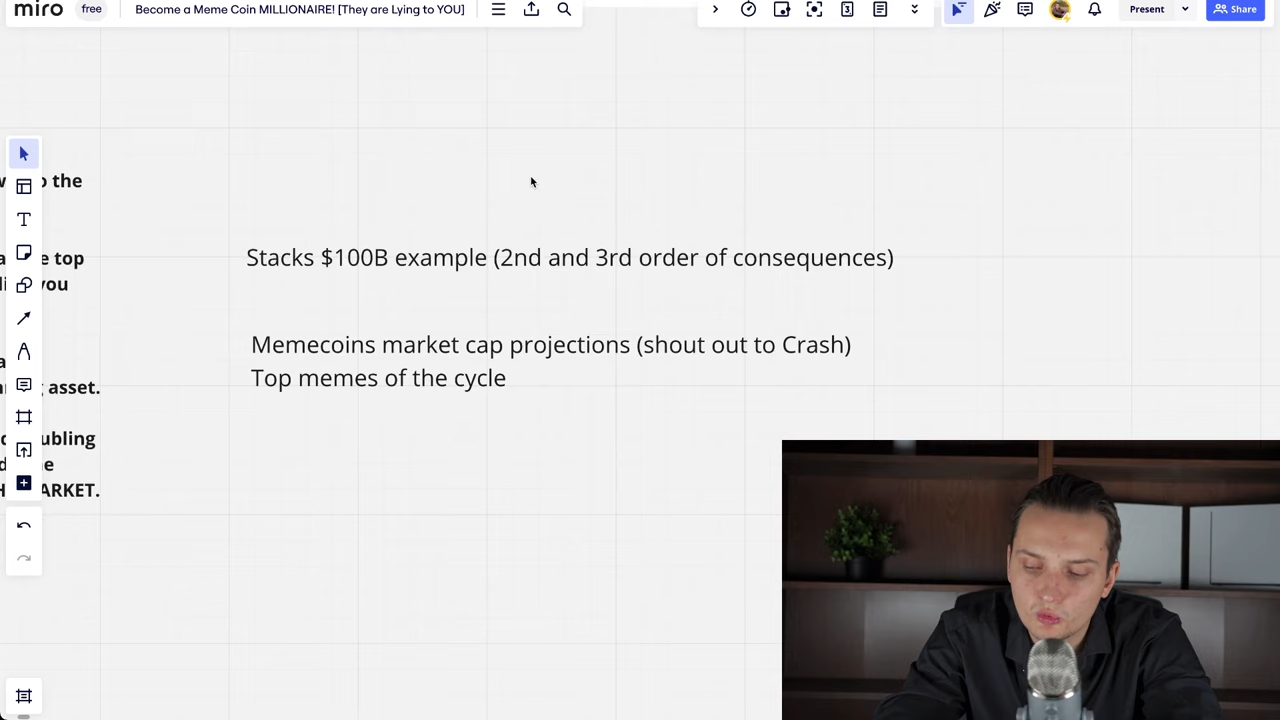 miro free Become a Meme Coin MILLIONAIRE! [They are Lying to YOU] 3 Present Share
the
Stacks $100B example (2nd and 3rd order of consequences)
top
you
Memecoins market cap projections (shout out to Crash)
Top memes of the cycle
asset.